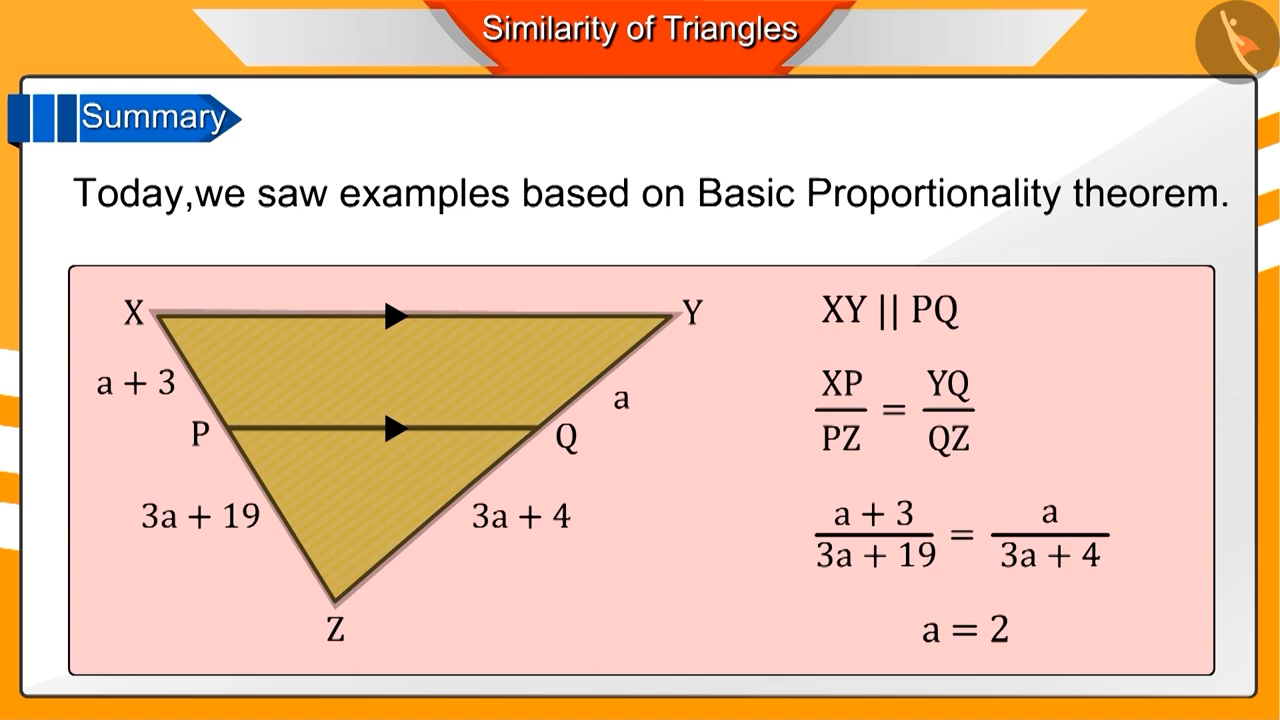 Similarity of Triangles
Summary
Today,we saw examples based on Basic Proportionality theorem.
X
Y
a + 3
a
P
Q
3a + 19
3a + 4
Z
XY || PQ
XP/PZ = YQ/QZ
a + 3/3a + 19 = a/3a + 4
a = 2